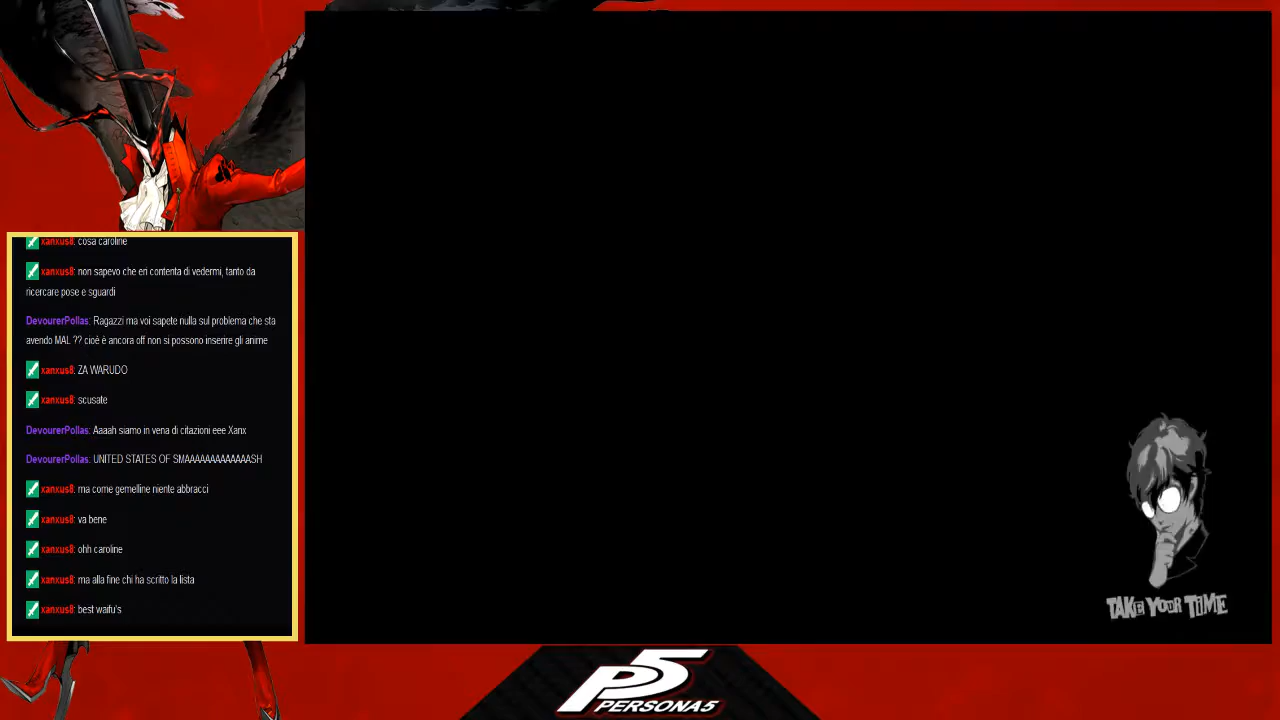 xanxus8: cosa caroline
xanxus8: non sapevo che eri contenta di vedermi, tanto da
ricercare pose e sguardi
DevourerPollas: Ragazzi ma voi sapete nulla sul problema che sta
avendo MAL ?? cioè è ancora off non si possono inserire gli anime
xanxus8: ZA WARUDO
xanxus8: scusate
DevourerPollas: Aaaah siamo in vena di citazioni eee Xanx
DevourerPollas: UNITED STATES OF SMAAAAAAAAAAAASH
xanxus8: ma come gemelline niente abbracci
xanxus8: va bene
xanxus8: ohh caroline
xanxus8: ma alla fine chi ha scritto la lista
xanxus8: best waifu's
TAKE YOUR TIME
P5
PERSONA5